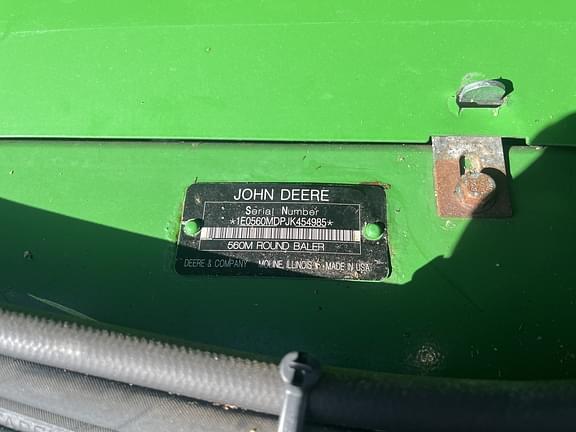 JOHN DEERE
Serial Number
*1E0560MDPJK454985*
560M ROUND BALER
DEERE & COMPANY MOLINE, ILLINOIS MADE IN USA